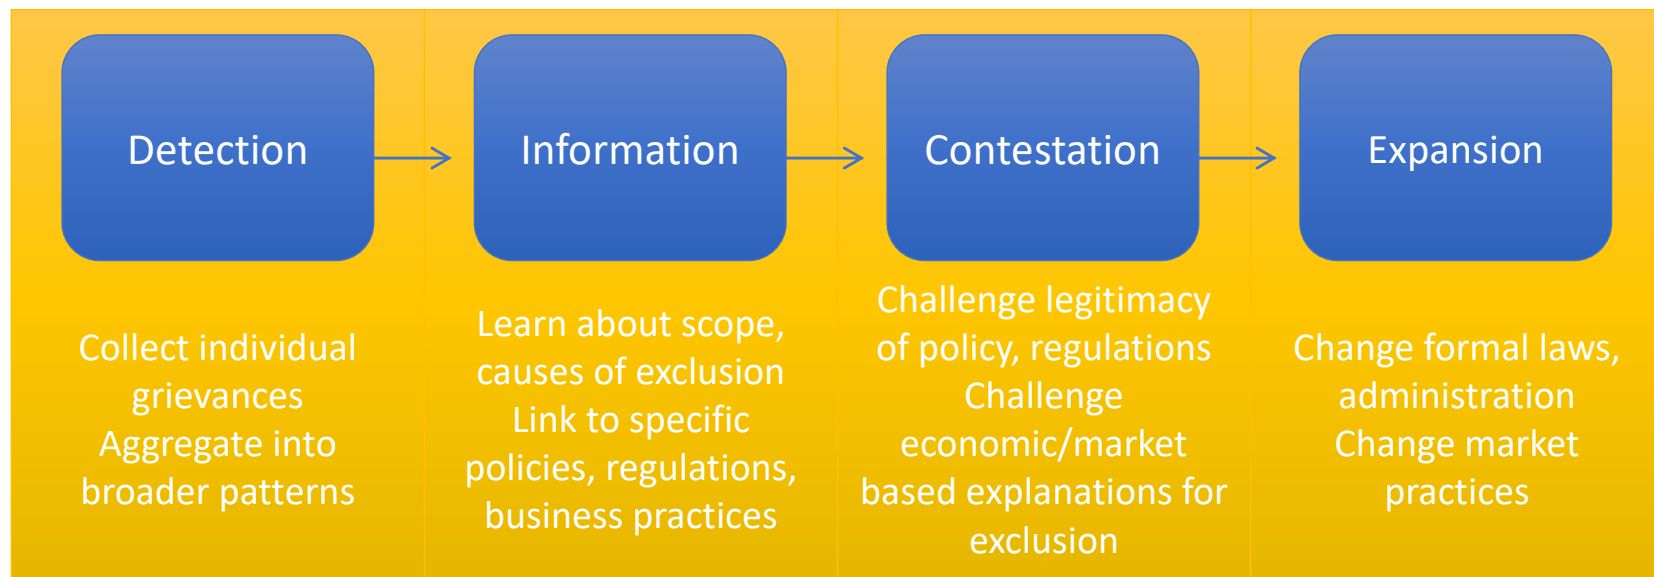 Detection
Collect individual
grievances
Aggregate into
broader patterns
Information
Learn about scope,
causes of exclusion
Link to specific
policies, regulations,
business practices
Contestation
Challenge legitimacy
of policy, regulations
Challenge
economic/market
based explanations for
exclusion
Expansion
Change formal laws,
administration
Change market
practices